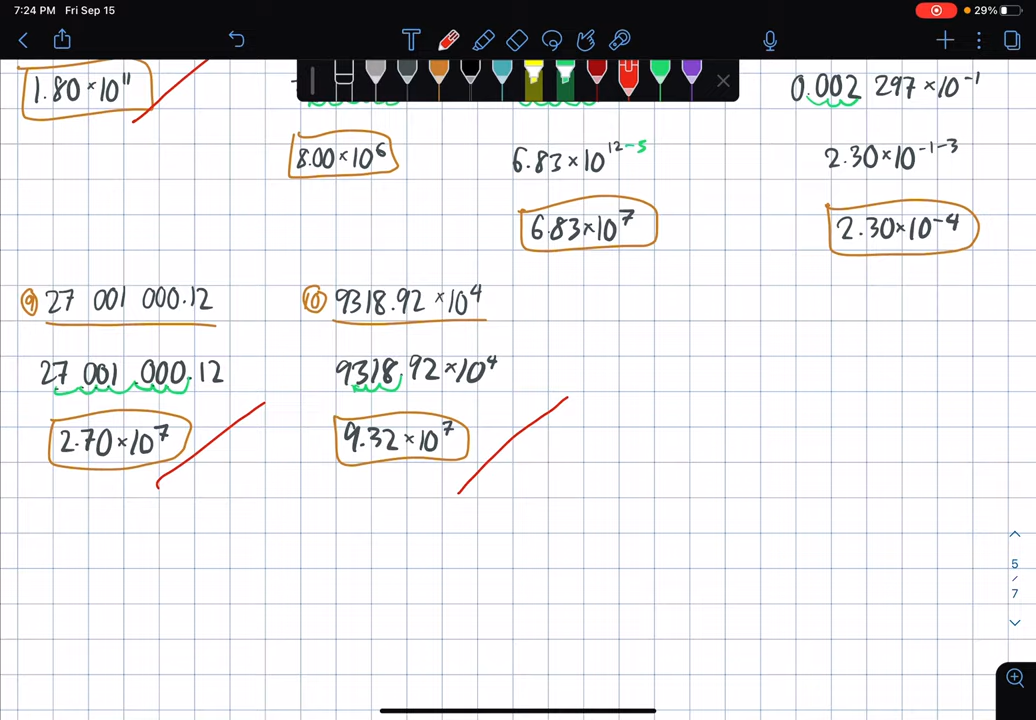 7:24 PM Fri Sep 15
29%
T
1.80×10¹¹
0.002 297×10⁻¹
8.00×10⁶
6.83×10¹²⁻⁵
2.30×10⁻¹⁻³
6.83×10⁷
2.30×10⁻⁴
⑨ 27 001 000.12
⑩ 9318.92 ×10⁴
27 001 000.12
9318.92×10⁴
2.70×10⁷
9.32×10⁷
5
/
7